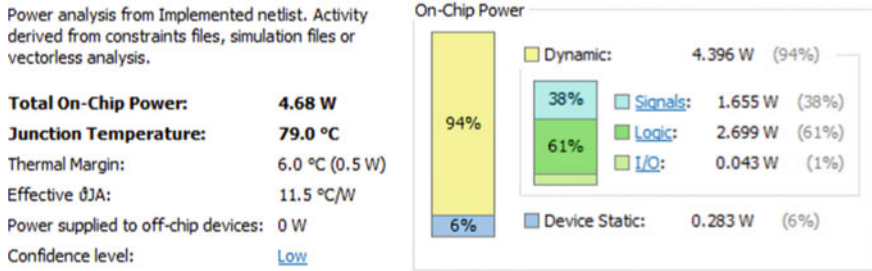 Power analysis from Implemented netlist. Activity
derived from constraints files, simulation files or
vectorless analysis.
Total On-Chip Power: 4.68 W
Junction Temperature: 79.0 °C
Thermal Margin: 6.0 °C (0.5 W)
Effective ϑJA: 11.5 °C/W
Power supplied to off-chip devices: 0 W
Confidence level: Low
On-Chip Power
94%
6%
Dynamic: 4.396 W (94%)
38%
61%
Signals: 1.655 W (38%)
Logic: 2.699 W (61%)
I/O: 0.043 W (1%)
Device Static: 0.283 W (6%)